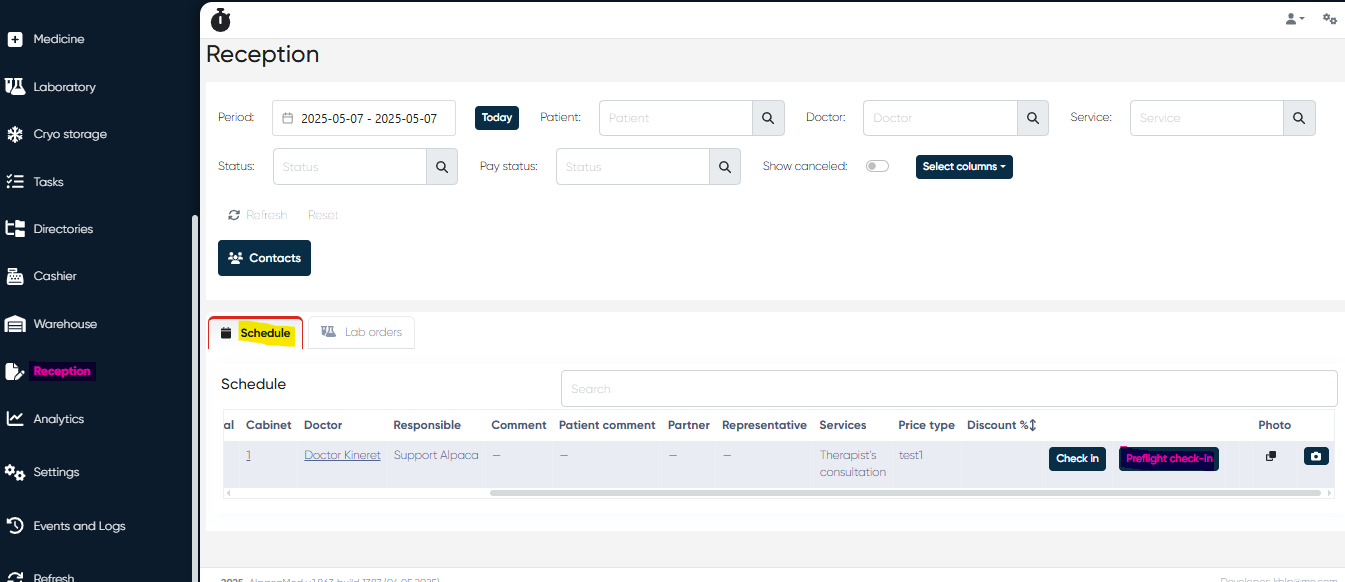 Medicine
Laboratory
Cryo storage
Tasks
Directories
Cashier
Warehouse
Reception
Analytics
Settings
Events and Logs
Refresh
Reception
Period: 2025-05-07 - 2025-05-07 Today Patient: Patient Doctor: Doctor Service: Service
Status: Status Pay status: Status Show canceled: Select columns
Refresh Reset
Contacts
Schedule Lab orders
Schedule Search
al Cabinet Doctor Responsible Comment Patient comment Partner Representative Services Price type Discount % Photo
1 Doctor Kineret Support Alpaca — — — — Therapist's test1 Check in Preflight check-in
consultation
2025